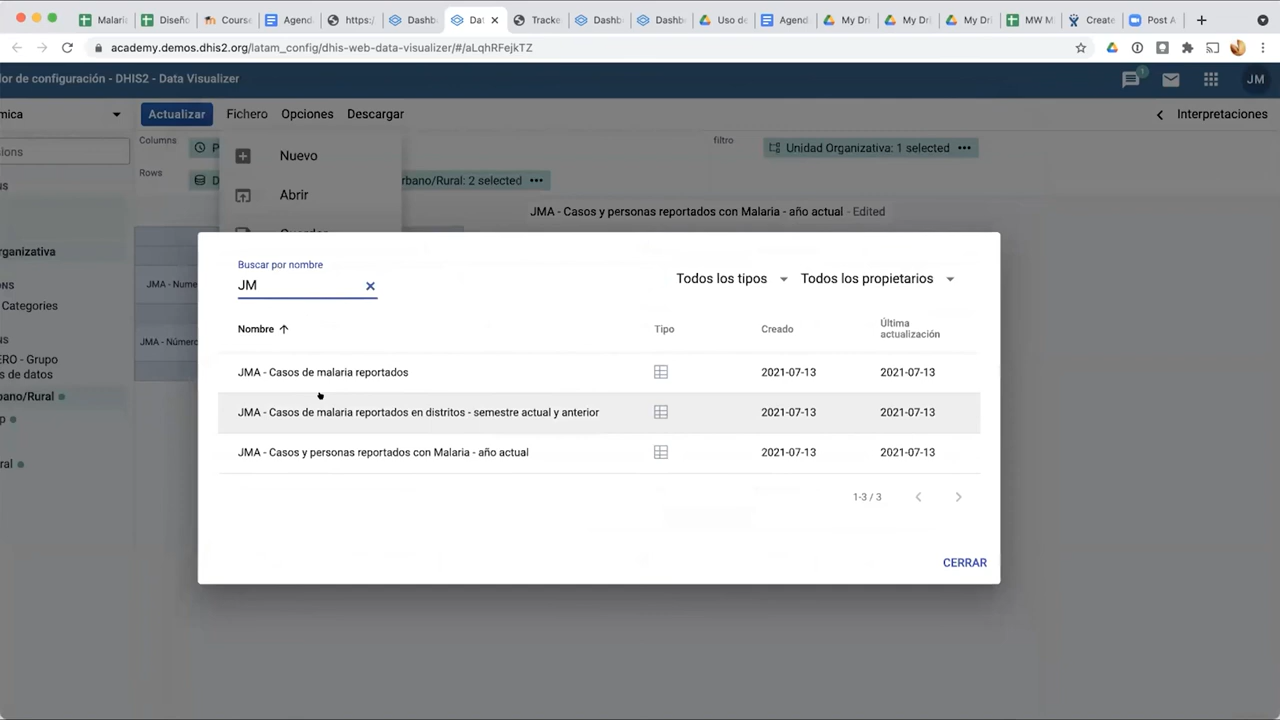 Malaria
Diseño
Course
Agend
https:/
Dashb
Dat
Tracke
Dashb
Dashb
Uso de
Agend
My Dri
My Dri
My Dri
MW M
Create
Post A
academy.demos.dhis2.org/latam_config/dhis-web-data-visualizer/#/aLqhRFejkTZ
dor de configuración - DHIS2 - Data Visualizer
1
JM
mica
Actualizar
Fichero
Opciones
Descargar
Interpretaciones
sions
Columns
P
filtro
Unidad Organizativa: 1 selected
Rows
D
rbano/Rural: 2 selected
Nuevo
Abrir
JMA - Casos y personas reportados con Malaria - año actual - Edited
rganizativa
JMA - Nume
ONS
Categories
JMA - Número
ERO - Grupo
s de datos
bano/Rural
p
ral
Buscar por nombre
JM
Todos los tipos
Todos los propietarios
Nombre
Tipo
Creado
Última
actualización
JMA - Casos de malaria reportados
2021-07-13
2021-07-13
JMA - Casos de malaria reportados en distritos - semestre actual y anterior
2021-07-13
2021-07-13
JMA - Casos y personas reportados con Malaria - año actual
2021-07-13
2021-07-13
1-3 / 3
CERRAR